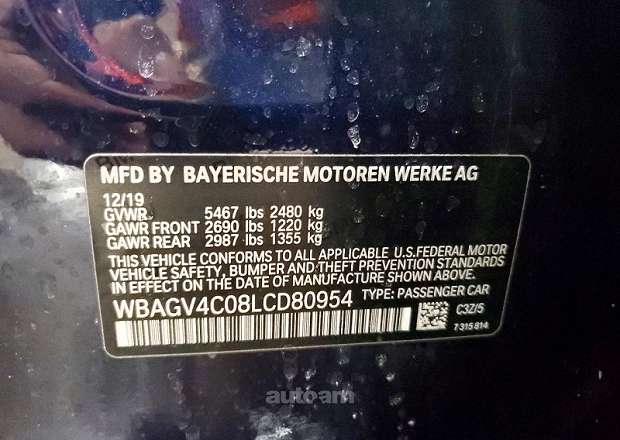 MFD BY BAYERISCHE MOTOREN WERKE AG
12/19
GVWR 5467 lbs 2480 kg
GAWR FRONT 2690 lbs 1220 kg
GAWR REAR 2987 lbs 1355 kg
THIS VEHICLE CONFORMS TO ALL APPLICABLE U.S.FEDERAL MOTOR
VEHICLE SAFETY, BUMPER AND THEFT PREVENTION STANDARDS
IN EFFECT ON THE DATE OF MANUFACTURE SHOWN ABOVE.
WBAGV4C08LCD80954 TYPE: PASSENGER CAR
C3Z/5
7315814
auto.am